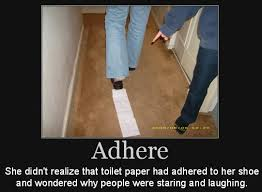 Adhere
She didn't realize that toilet paper had adhered to her shoe
and wondered why people were staring and laughing.